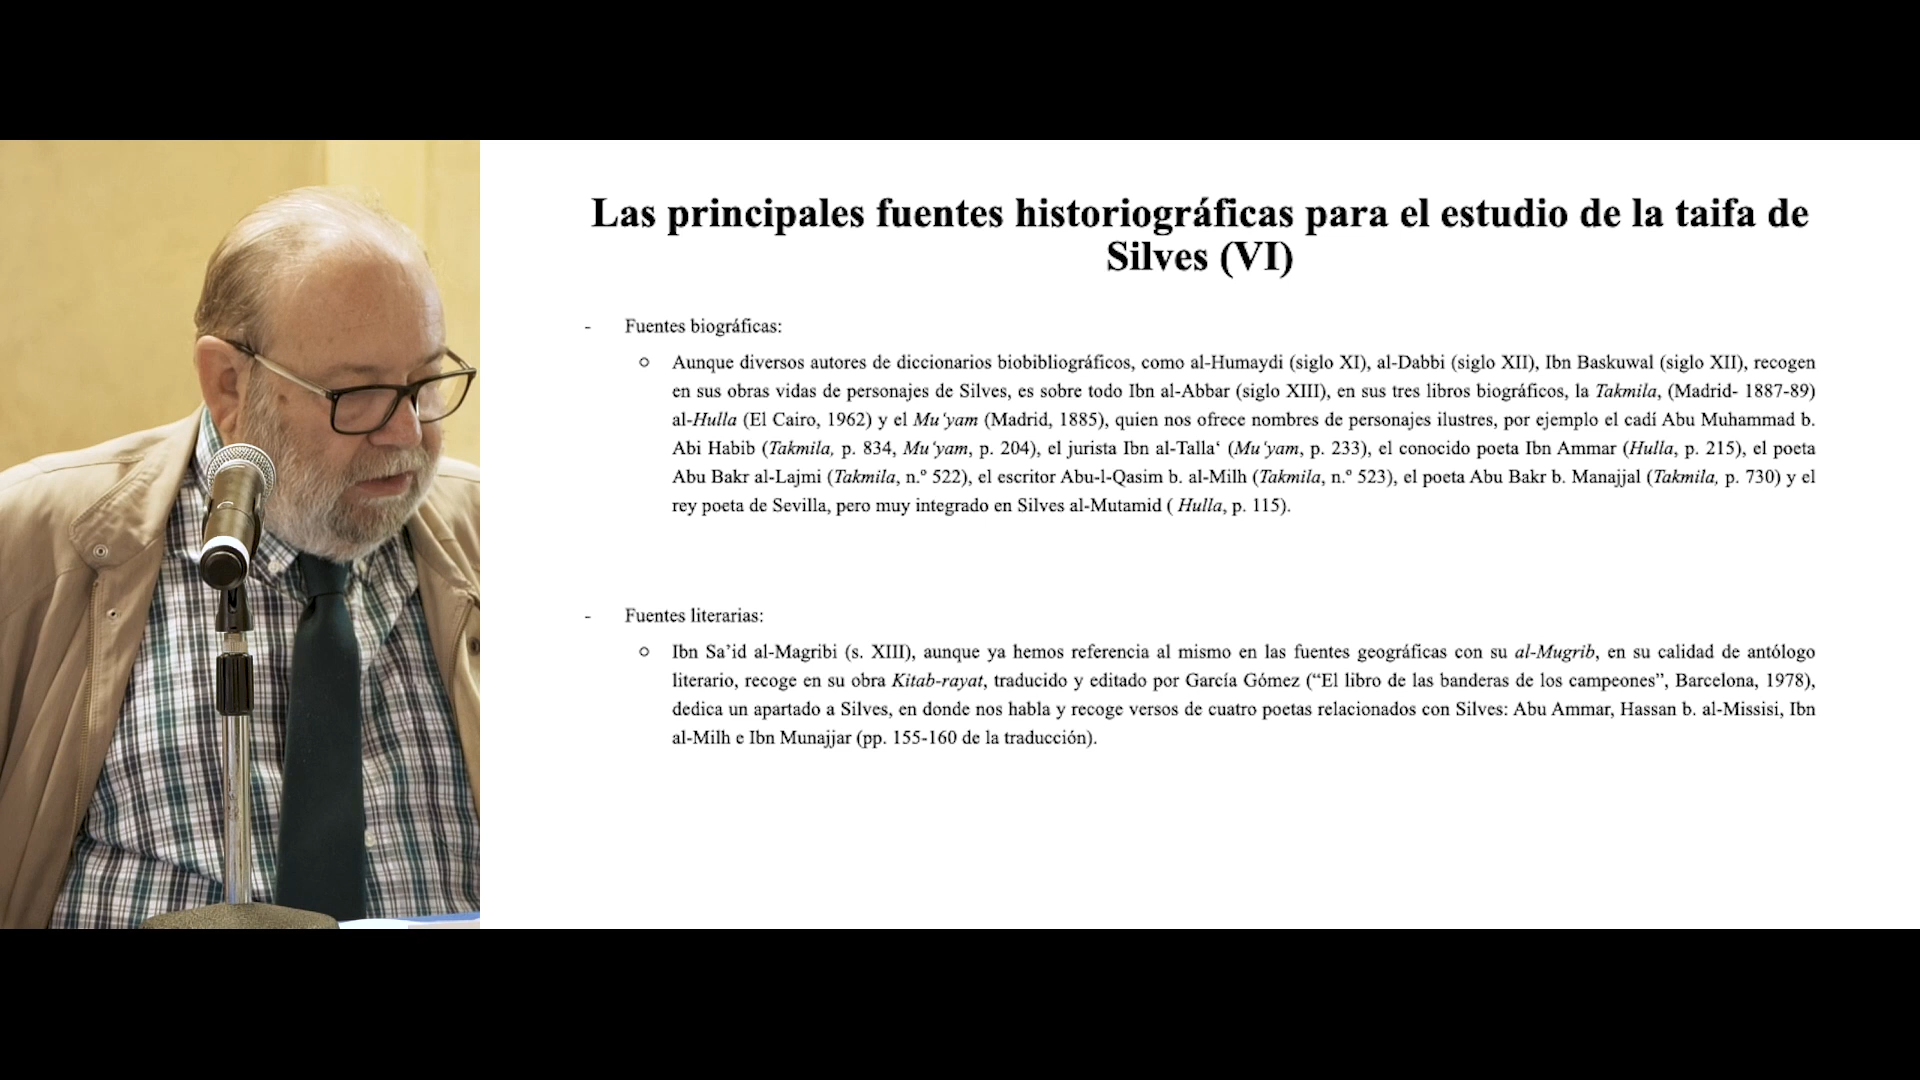 Las principales fuentes historiográficas para el estudio de la taifa de
Silves (VI)
- Fuentes biográficas:
○ Aunque diversos autores de diccionarios biobibliográficos, como al-Humaydi (siglo XI), al-Dabbi (siglo XII), Ibn Baskuwal (siglo XII), recogen
en sus obras vidas de personajes de Silves, es sobre todo Ibn al-Abbar (siglo XIII), en sus tres libros biográficos, la Takmila, (Madrid- 1887-89)
al-Hulla (El Cairo, 1962) y el Mu‘yam (Madrid, 1885), quien nos ofrece nombres de personajes ilustres, por ejemplo el cadí Abu Muhammad b.
Abi Habib (Takmila, p. 834, Mu‘yam, p. 204), el jurista Ibn al-Talla‘ (Mu‘yam, p. 233), el conocido poeta Ibn Ammar (Hulla, p. 215), el poeta
Abu Bakr al-Lajmi (Takmila, n.º 522), el escritor Abu-l-Qasim b. al-Milh (Takmila, n.º 523), el poeta Abu Bakr b. Manajjal (Takmila, p. 730) y el
rey poeta de Sevilla, pero muy integrado en Silves al-Mutamid ( Hulla, p. 115).
- Fuentes literarias:
○ Ibn Sa’id al-Magribi (s. XIII), aunque ya hemos referencia al mismo en las fuentes geográficas con su al-Mugrib, en su calidad de antólogo
literario, recoge en su obra Kitab-rayat, traducido y editado por García Gómez (“El libro de las banderas de los campeones”, Barcelona, 1978),
dedica un apartado a Silves, en donde nos habla y recoge versos de cuatro poetas relacionados con Silves: Abu Ammar, Hassan b. al-Missisi, Ibn
al-Milh e Ibn Munajjar (pp. 155-160 de la traducción).